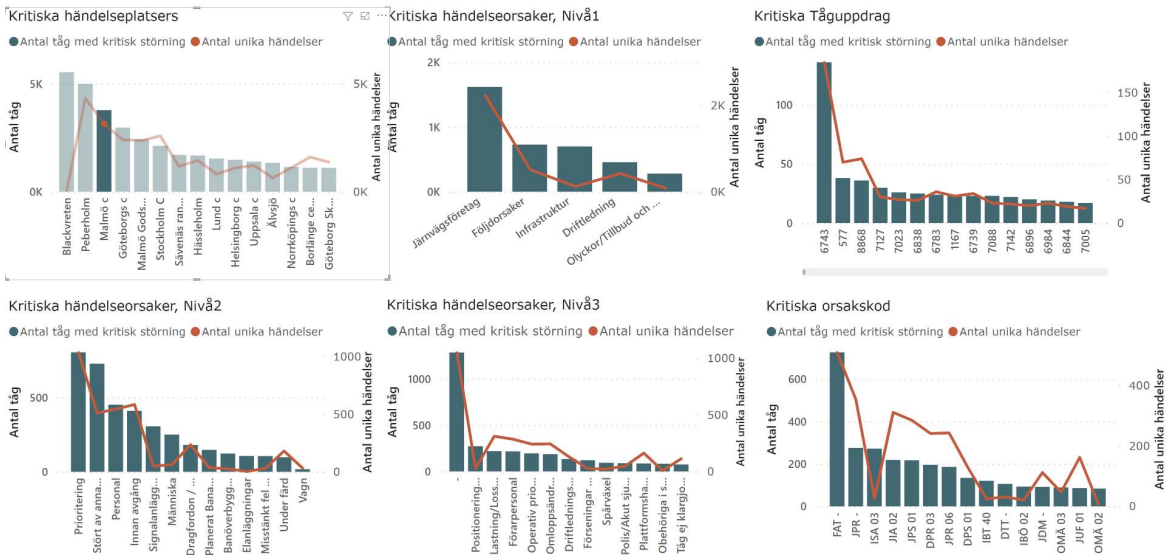 Kritiska händelseplatsers
Antal tåg med kritisk störning Antal unika händelser
Antal tåg
5K
0K
5K
0K
Antal unika händelser
Blackvreten
Peberholm
Malmö c
Göteborgs c
Malmö Gods...
Stockholm C
Sävenäs ran...
Hässleholm
Lund c
Helsingborg c
Uppsala c
Älvsjö
Norrköpings c
Borlänge ce...
Göteborg Sk...
Kritiska händelseorsaker, Nivå1
Antal tåg med kritisk störning Antal unika händelser
Antal tåg
2K
1K
0K
2K
0K
Antal unika händelser
Järnvägsföretag
Följdorsaker
Infrastruktur
Driftledning
Olyckor/Tillbud och ...
Kritiska Tåguppdrag
Antal tåg med kritisk störning Antal unika händelser
Antal tåg
100
50
0
150
100
50
0
Antal unika händelser
6743
577
8868
7127
7023
6838
6783
1167
6739
7088
7142
6896
6984
6844
7005
Kritiska händelseorsaker, Nivå2
Antal tåg med kritisk störning Antal unika händelser
Antal tåg
500
0
1000
500
0
Antal unika händelser
Prioritering
Stört av anna...
Personal
Innan avgång
Signalanlägg...
Människa
Dragfordon / ...
Planerat Bana...
Banöverbygg...
Elanläggningar
Misstänkt fel ...
Under färd
Vagn
Kritiska händelseorsaker, Nivå3
Antal tåg med kritisk störning Antal unika händelser
Antal tåg
1000
500
0
1000
500
0
Antal unika händelser
-
Positionering...
Lastning/Loss...
Förarpersonal
Operativ prio...
Omloppsändr...
Driftlednings...
Förseningar ...
Spårväxel
Polis/Akut sju...
Plattformsha...
Obehöriga i s...
Tåg ej klargjo...
Kritiska orsakskod
Antal tåg med kritisk störning Antal unika händelser
Antal tåg
600
400
200
0
400
200
0
Antal unika händelser
FAT -
JPR -
ISA 03
JIA 02
JPS 01
DPR 03
JPR 06
DPS 01
IBT 40
DTT -
IBÖ 02
JDM -
OMÄ 03
JUF 01
OMÄ 02